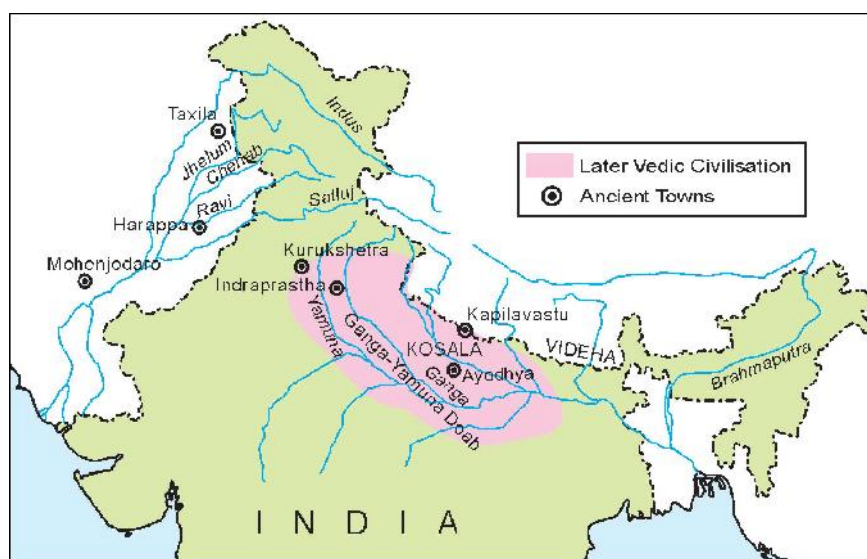 Taxila
Indus
Jhelum
Chenab
Ravi
Satluj
Harappa
Mohenjodaro
Later Vedic Civilisation
Ancient Towns
Kurukshetra
Indraprastha
Yamuna
Ganga-Yamuna Doab
Ganga
KOSALA
Ayodhya
Kapilavastu
VIDEHA
Brahmaputra
INDIA